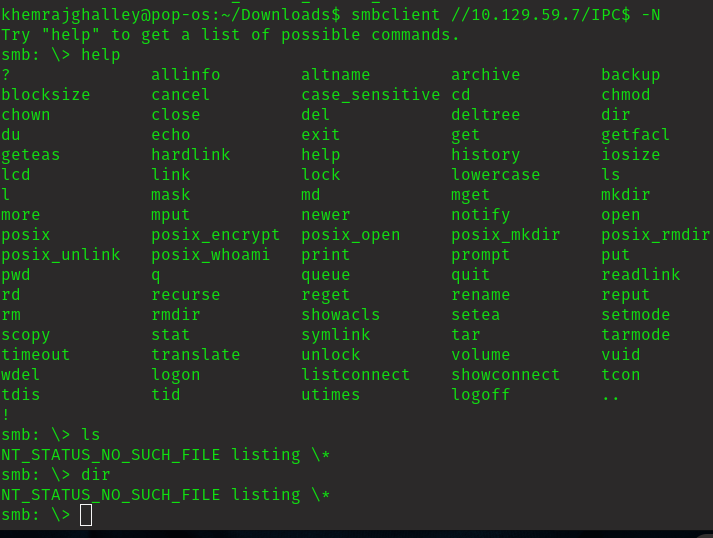 khemrajghalley@pop-os:~/Downloads$ smbclient //10.129.59.7/IPC$ -N
Try "help" to get a list of possible commands.
smb: \> help
?              allinfo        altname        archive        backup
blocksize      cancel         case_sensitive cd             chmod
chown          close          del            deltree        dir
du             echo           exit           get            getfacl
geteas         hardlink       help           history        iosize
lcd            link           lock           lowercase      ls
l              mask           md             mget           mkdir
more           mput           newer          notify         open
posix          posix_encrypt  posix_open     posix_mkdir    posix_rmdir
posix_unlink   posix_whoami   print          prompt         put
pwd            q              queue          quit           readlink
rd             recurse        reget          rename         reput
rm             rmdir          showacls       setea          setmode
scopy          stat           symlink        tar            tarmode
timeout        translate      unlock         volume         vuid
wdel           logon          listconnect    showconnect    tcon
tdis           tid            utimes         logoff         ..
!
smb: \> ls
NT_STATUS_NO_SUCH_FILE listing \*
smb: \> dir
NT_STATUS_NO_SUCH_FILE listing \*
smb: \>